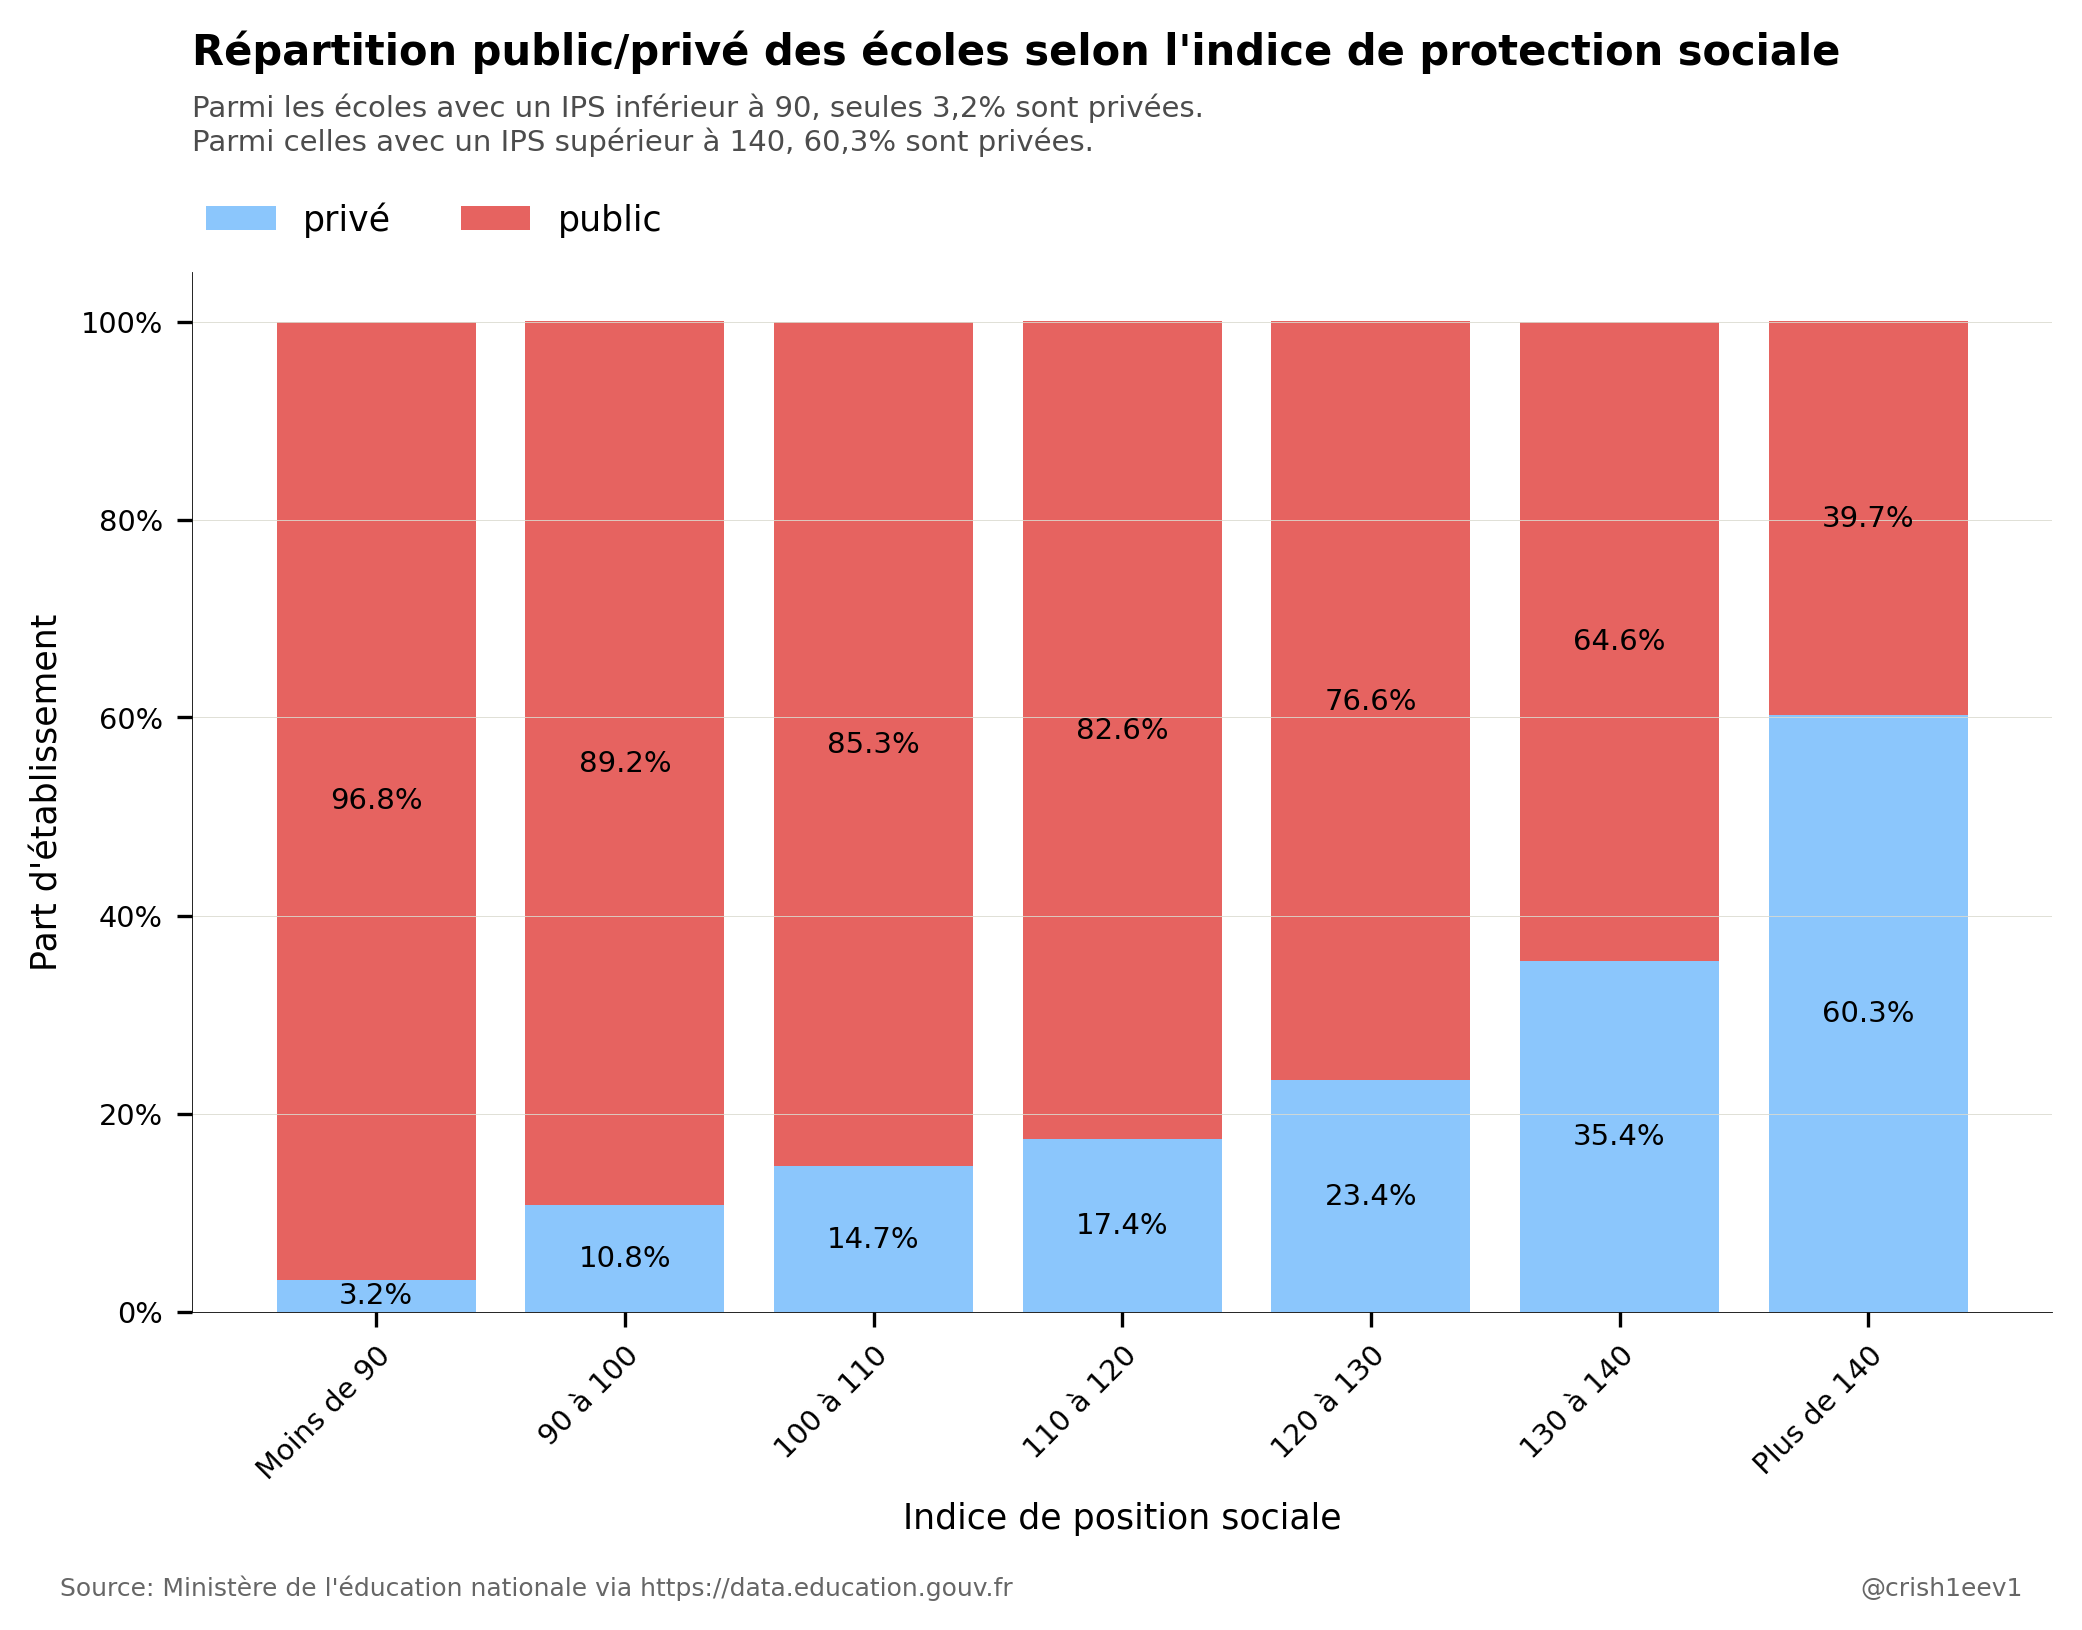 Répartition public/privé des écoles selon l'indice de protection sociale
Parmi les écoles avec un IPS inférieur à 90, seules 3,2% sont privées.
Parmi celles avec un IPS supérieur à 140, 60,3% sont privées.
privé
public
Part d'établissement
100%
80%
60%
40%
20%
0%
96.8%
89.2%
85.3%
82.6%
76.6%
64.6%
39.7%
3.2%
10.8%
14.7%
17.4%
23.4%
35.4%
60.3%
Moins de 90
90 à 100
100 à 110
110 à 120
120 à 130
130 à 140
Plus de 140
Indice de position sociale
Source: Ministère de l'éducation nationale via https://data.education.gouv.fr
@crish1eev1